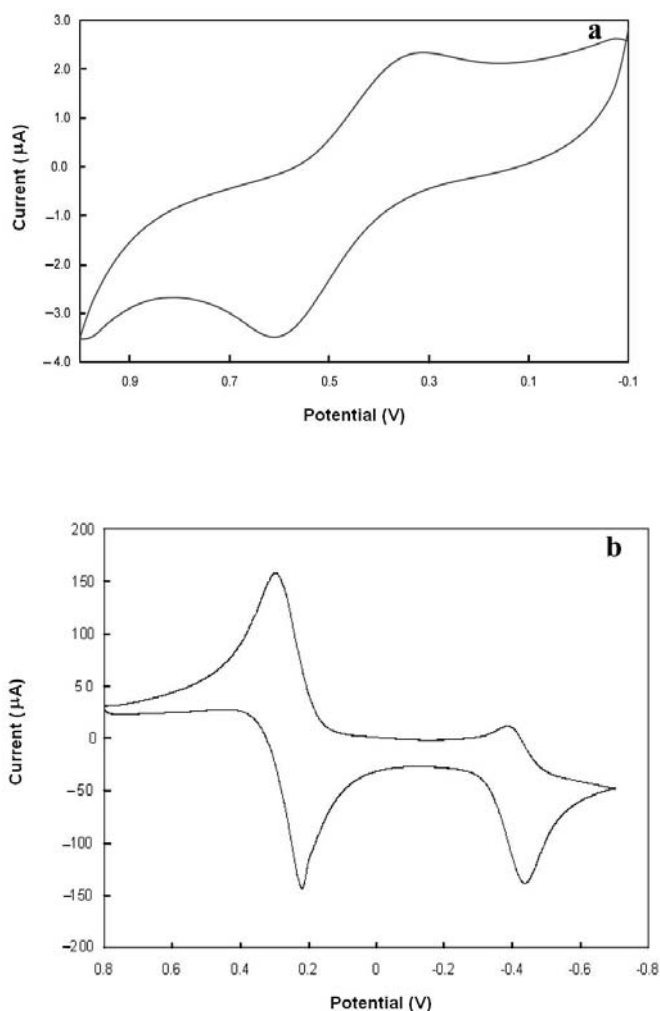 a
3.0
2.0
1.0
0.0
–1.0
–2.0
–3.0
–4.0
Current (µA)
0.9 0.7 0.5 0.3 0.1 -0.1
Potential (V)
b
200
150
100
50
0
–50
–100
–150
–200
Current (µA)
0.8 0.6 0.4 0.2 0 -0.2 -0.4 -0.6 -0.8
Potential (V)